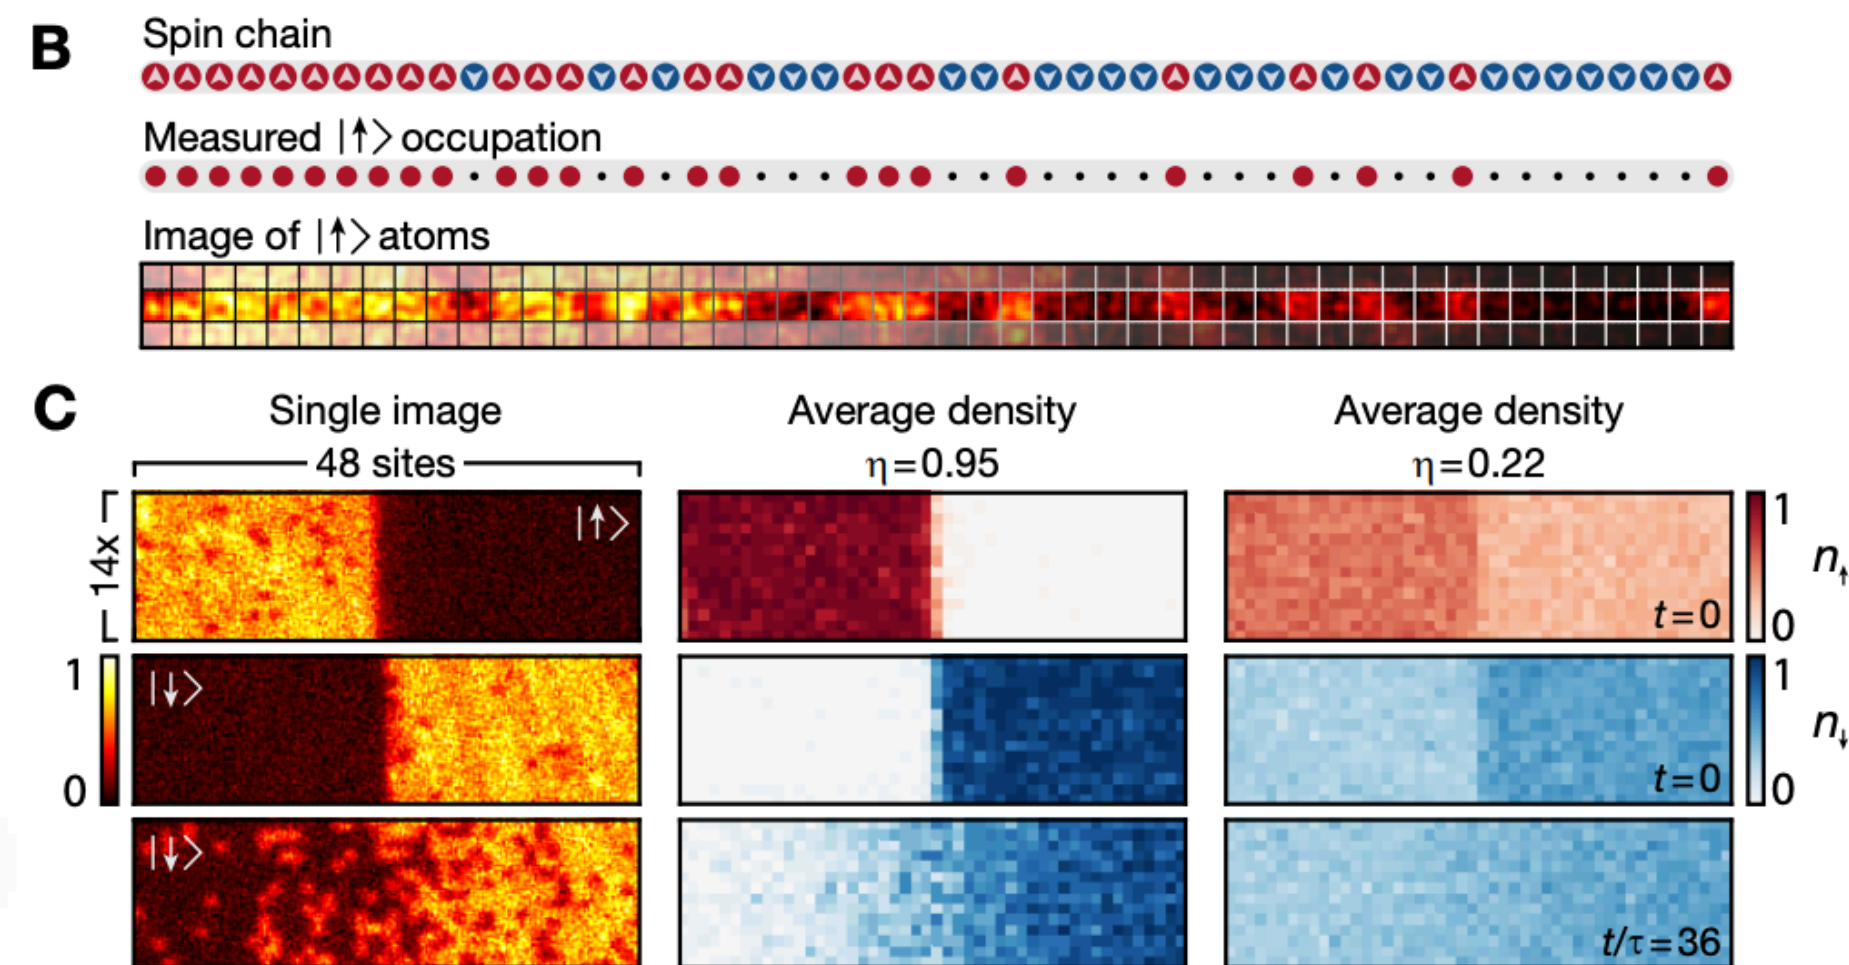 B
Spin chain
Measured |↑〉 occupation
Image of |↑〉 atoms
C
Single image
Average density
Average density
48 sites
η=0.95
η=0.22
14x
|↑〉
t=0
1
0
n↑
1
0
|↓〉
t=0
1
0
n↓
|↓〉
t/τ=36